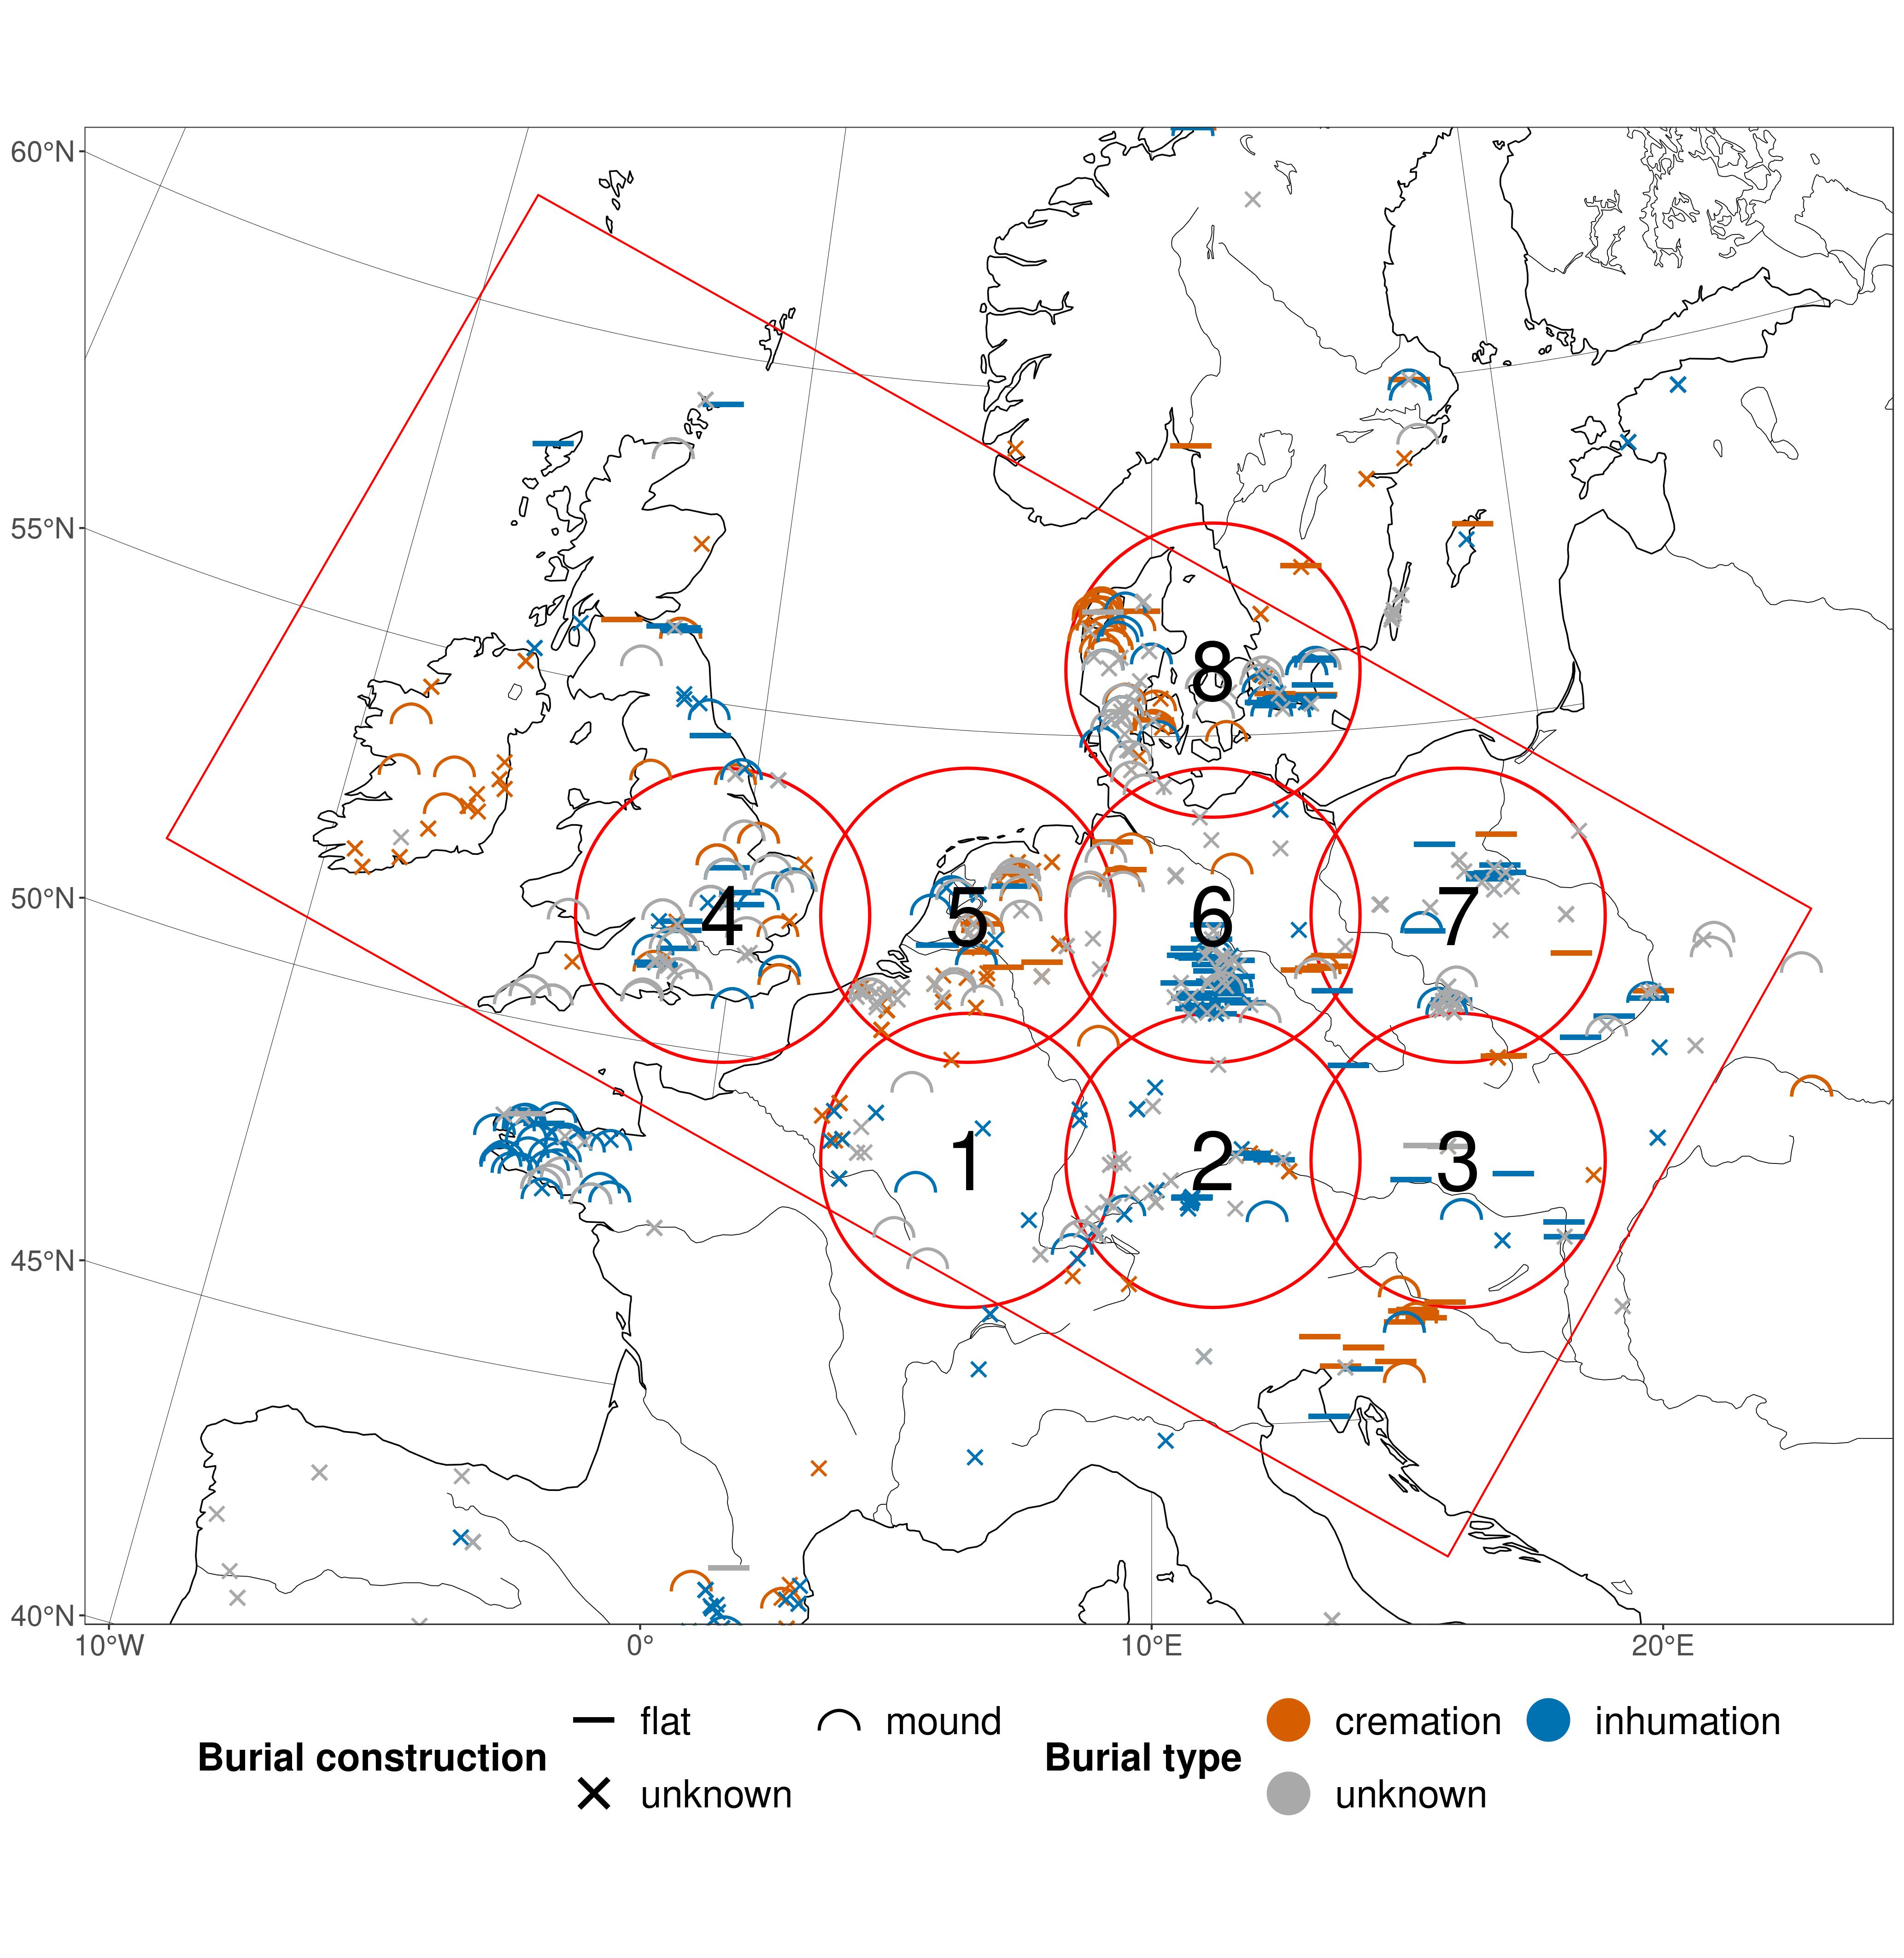 60°N
55°N
50°N
45°N
40°N
8
4
5
6
7
1
2
3
10°W
0°
10°E
20°E
Burial construction
flat
mound
unknown
Burial type
cremation
inhumation
unknown